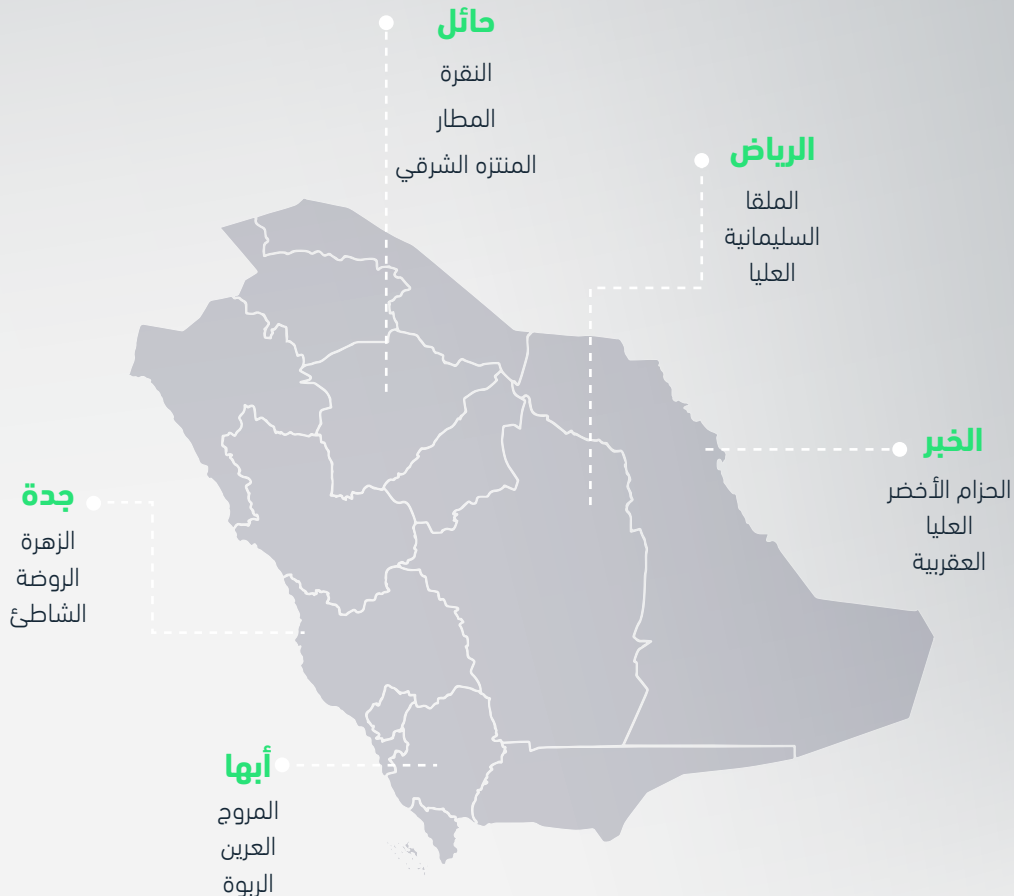 حائل
النقرة
المطار
المنتزه الشرقي
الرياض
الملقا
السليمانية
العليا
الخبر
الحزام الأخضر
العليا
العقربية
جدة
الزهرة
الروضة
الشاطئ
أبها
المروج
العرين
الربوة